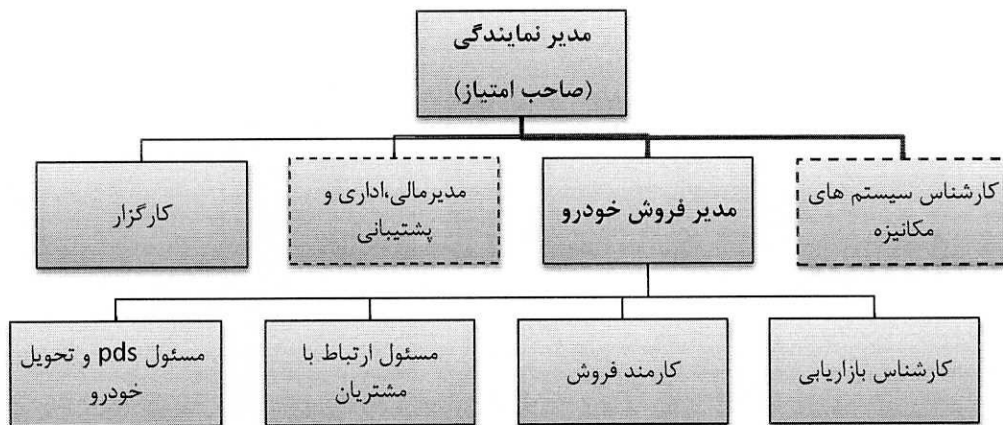 مدیر نمایندگی
(صاحب امتیاز)
کارشناس سیستم های
مکانیزه
مدیر فروش خودرو
مدیرمالی،اداری و
پشتیبانی
کارگزار
کارشناس بازاریابی
کارمند فروش
مسئول ارتباط با
مشتریان
مسئول pds و تحویل
خودرو